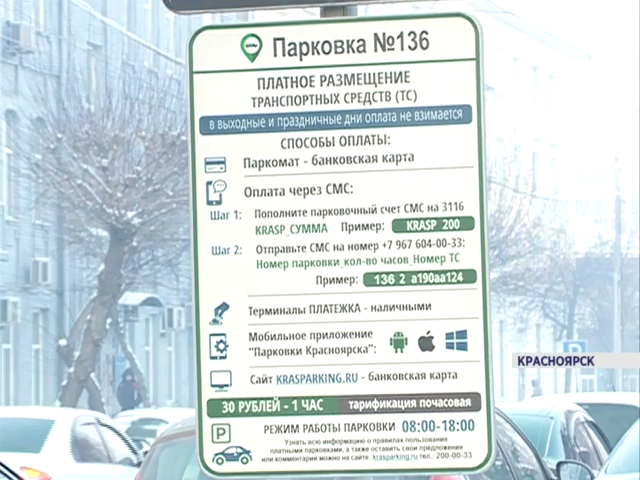 Парковка №136
ПЛАТНОЕ РАЗМЕЩЕНИЕ
ТРАНСПОРТНЫХ СРЕДСТВ (ТС)
в выходные и праздничные дни оплата не взимается
СПОСОБЫ ОПЛАТЫ:
Паркомат - банковская карта
Оплата через СМС:
Шаг 1: Пополните парковочный счет СМС на 3116
KRASP_СУММА Пример: KRASP 200
Шаг 2: Отправьте СМС на номер +7 967 604-00-33:
Номер парковки_кол-во часов_Номер ТС
Пример: 136 2 а190аа124
Терминалы ПЛАТЕЖКА - наличными
Мобильное приложение
"Парковки Красноярска":
Сайт KRASPARKING.RU - банковская карта
30 РУБЛЕЙ - 1 ЧАС тарификация почасовая
P РЕЖИМ РАБОТЫ ПАРКОВКИ 08:00-18:00
Узнать всю информацию о правилах пользования
платными парковками, а также оставить свои предложения
или комментарии можно на сайте: krasparking.ru тел.: 200-00-33
КРАСНОЯРСК